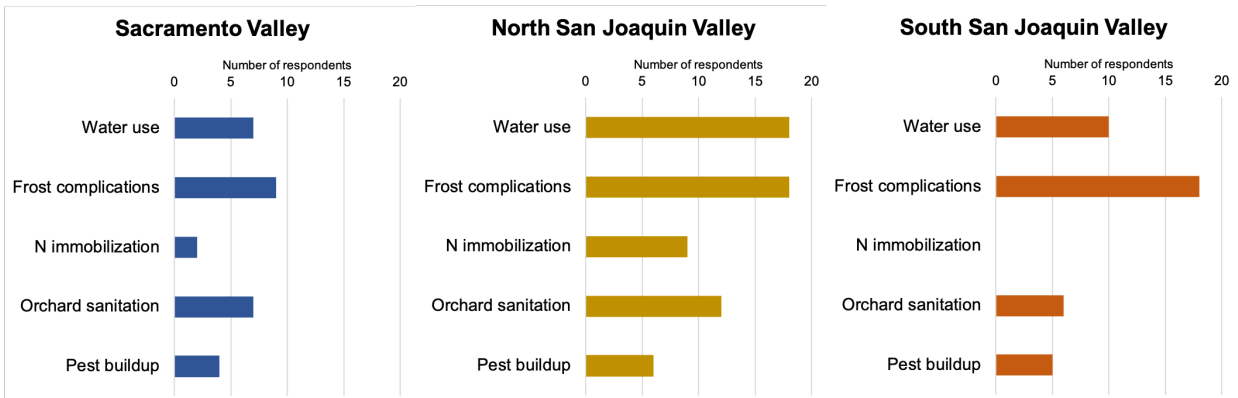 Sacramento Valley
Number of respondents
0 5 10 15 20
Water use
Frost complications
N immobilization
Orchard sanitation
Pest buildup
North San Joaquin Valley
Number of respondents
0 5 10 15 20
Water use
Frost complications
N immobilization
Orchard sanitation
Pest buildup
South San Joaquin Valley
Number of respondents
0 5 10 15 20
Water use
Frost complications
N immobilization
Orchard sanitation
Pest buildup